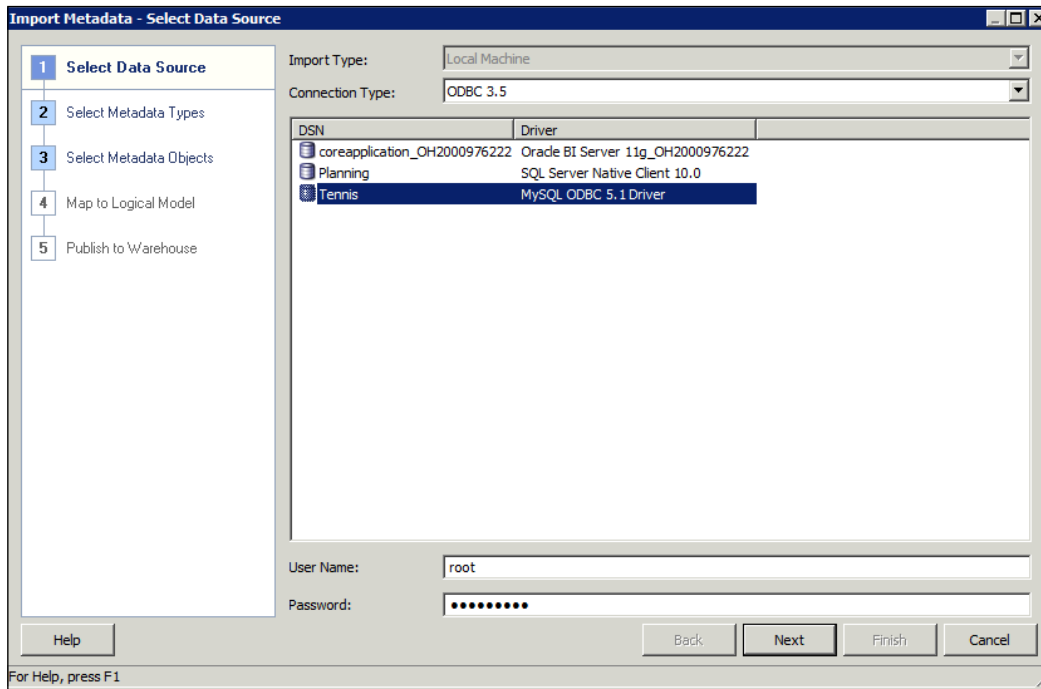 Import Metadata - Select Data Source
1 Select Data Source
2 Select Metadata Types
3 Select Metadata Objects
4 Map to Logical Model
5 Publish to Warehouse
Import Type: Local Machine
Connection Type: ODBC 3.5
DSN Driver
coreapplication_OH2000976222 Oracle BI Server 11g_OH2000976222
Planning SQL Server Native Client 10.0
Tennis MySQL ODBC 5.1 Driver
User Name: root
Password: •••••••••
Help Back Next Finish Cancel
For Help, press F1